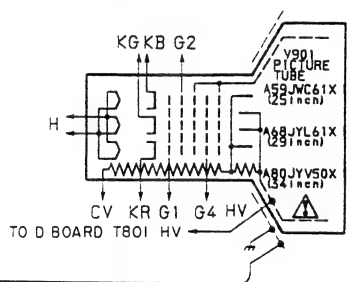 KG KB G2
V901
PICTURE
TUBE
A59JWC61X
(25inch)
H
A68JYL61X
(29inch)
A80JYV50X
(34inch)
CV KR G1 G4 HV
TO D BOARD T801 HV